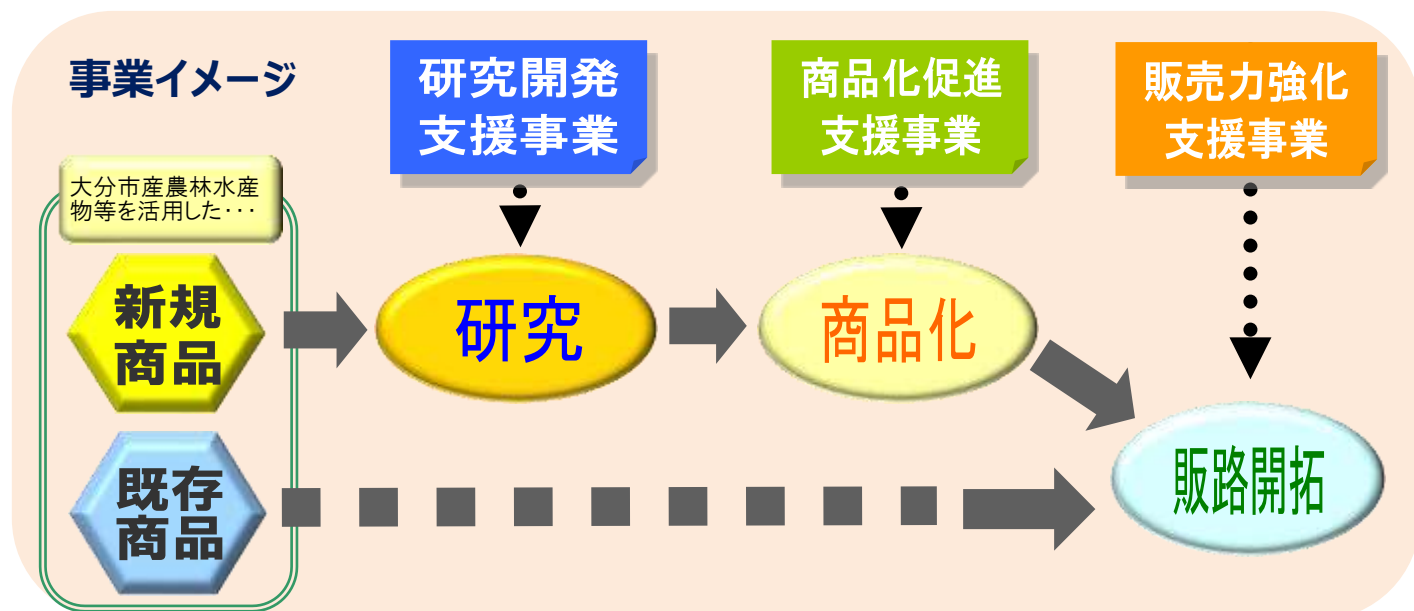 事業イメージ
研究開発
支援事業
商品化促進
支援事業
販売力強化
支援事業
大分市産農林水産
物等を活用した･･･
新規
商品
研究
商品化
既存
商品
販路開拓